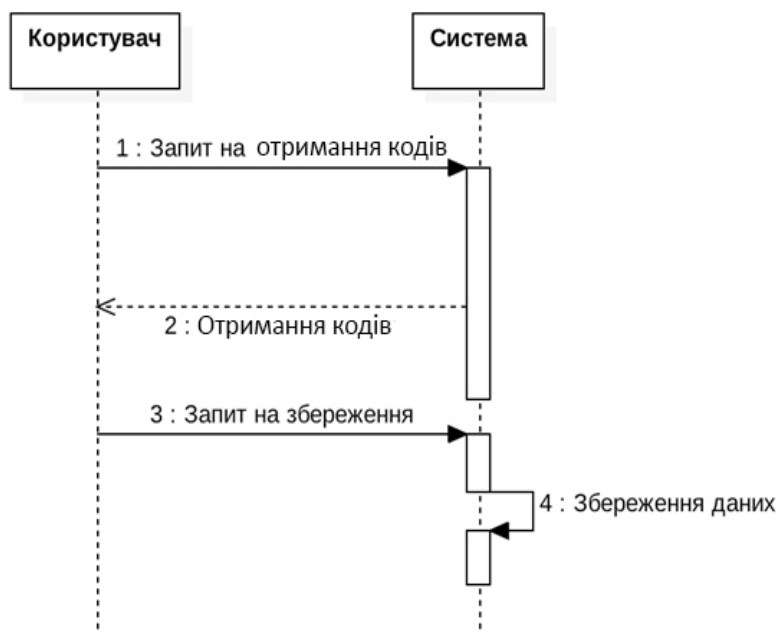 Користувач
Система
1 : Запит на отримання кодів
2 : Отримання кодів
3 : Запит на збереження
4 : Збереження даних